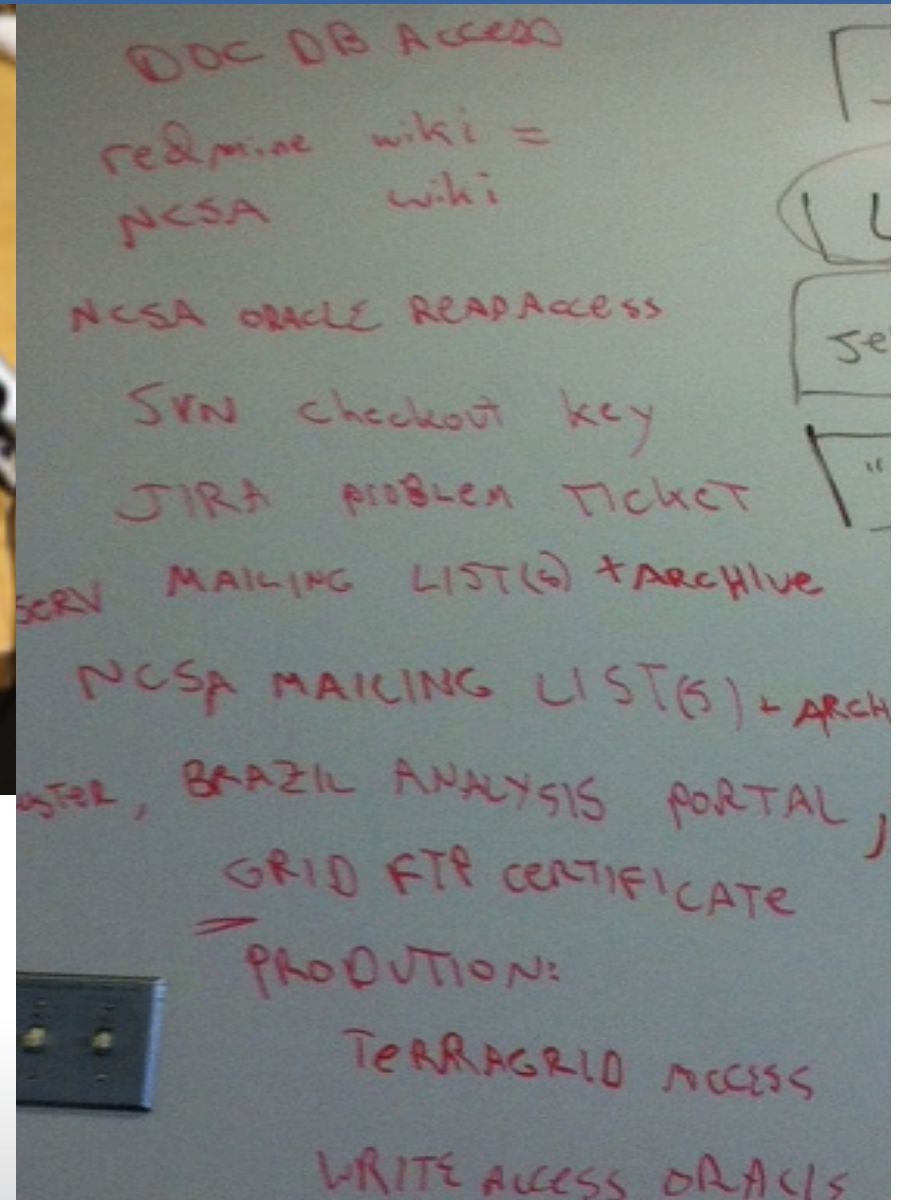 DOC DB Access
redmine wiki =
NCSA wiki
NCSA ORACLE READ Access
SVN checkout key
JIRA PROBLEM TICKET
SERV MAILING LIST(S) + ARCHIVE
NCSA MAILING LIST(S) + ARCH
, BRAZIL ANALYSIS PORTAL,
GRID FTP CERTIFICATE
PRODUTION:
TERRAGRID ACCESS
WRITE ACCESS ORACLE